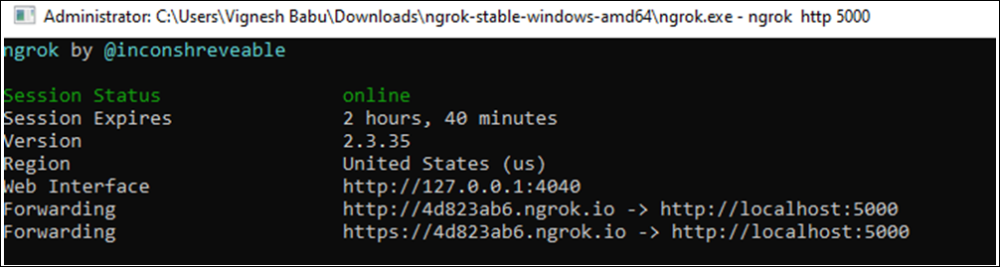 Administrator: C:\Users\Vignesh Babu\Downloads\ngrok-stable-windows-amd64\ngrok.exe - ngrok  http 5000
ngrok by @inconshreveable
Session Status online
Session Expires 2 hours, 40 minutes
Version 2.3.35
Region United States (us)
Web Interface http://127.0.0.1:4040
Forwarding http://4d823ab6.ngrok.io -> http://localhost:5000
Forwarding https://4d823ab6.ngrok.io -> http://localhost:5000